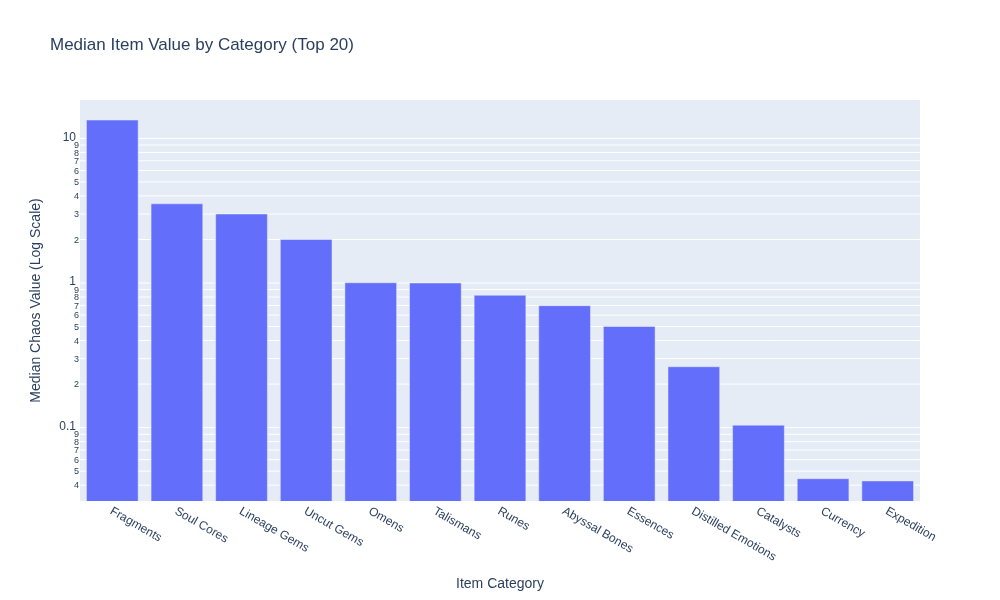 Median Item Value by Category (Top 20)
Median Chaos Value (Log Scale)
10
9
8
7
6
5
4
3
2
1
9
8
7
6
5
4
3
2
0.1
9
8
7
6
5
4
Fragments
Soul Cores
Lineage Gems
Uncut Gems
Omens
Talismans
Runes
Abyssal Bones
Essences
Distilled Emotions
Catalysts
Currency
Expedition
Item Category